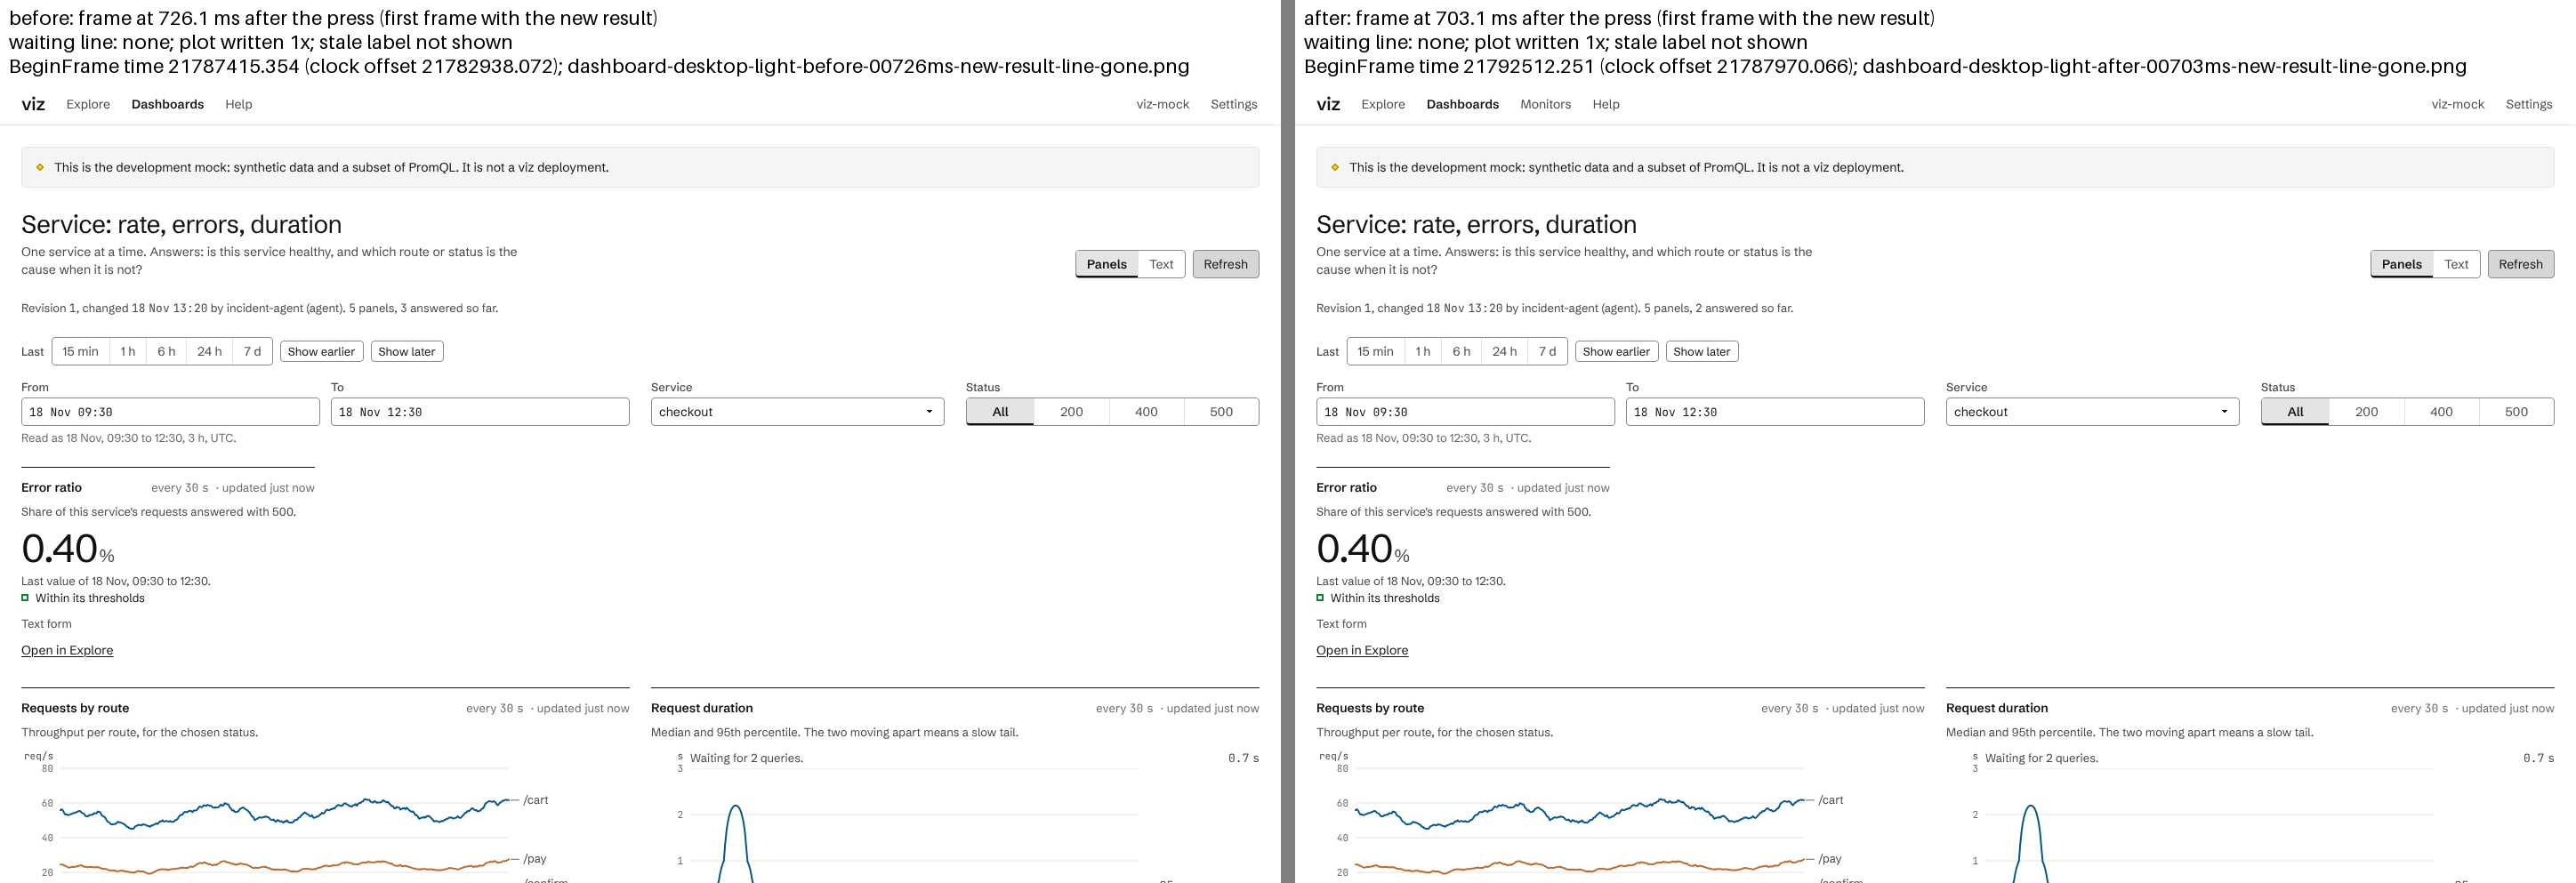 before: frame at 726.1 ms after the press (first frame with the new result)
waiting line: none; plot written 1x; stale label not shown
BeginFrame time 21787415.354 (clock offset 21782938.072); dashboard-desktop-light-before-00726ms-new-result-line-gone.png
viz Explore Dashboards Help viz-mock Settings
This is the development mock: synthetic data and a subset of PromQL. It is not a viz deployment.
Service: rate, errors, duration
One service at a time. Answers: is this service healthy, and which route or status is the
cause when it is not?
Panels Text Refresh
Revision 1, changed 18 Nov 13:20 by incident-agent (agent). 5 panels, 3 answered so far.
Last 15 min 1 h 6 h 24 h 7 d Show earlier Show later
From To Service Status
18 Nov 09:30 18 Nov 12:30 checkout All 200 400 500
Read as 18 Nov, 09:30 to 12:30, 3 h, UTC.
Error ratio every 30 s · updated just now
Share of this service's requests answered with 500.
0.40%
Last value of 18 Nov, 09:30 to 12:30.
Within its thresholds
Text form
Open in Explore
Requests by route every 30 s · updated just now
Throughput per route, for the chosen status.
req/s
80
60
40
20
/cart
/pay
Request duration every 30 s · updated just now
Median and 95th percentile. The two moving apart means a slow tail.
s Waiting for 2 queries. 0.7 s
3
2
1
after: frame at 703.1 ms after the press (first frame with the new result)
waiting line: none; plot written 1x; stale label not shown
BeginFrame time 21792512.251 (clock offset 21787970.066); dashboard-desktop-light-after-00703ms-new-result-line-gone.png
viz Explore Dashboards Monitors Help viz-mock Settings
This is the development mock: synthetic data and a subset of PromQL. It is not a viz deployment.
Service: rate, errors, duration
One service at a time. Answers: is this service healthy, and which route or status is the
cause when it is not?
Panels Text Refresh
Revision 1, changed 18 Nov 13:20 by incident-agent (agent). 5 panels, 2 answered so far.
Last 15 min 1 h 6 h 24 h 7 d Show earlier Show later
From To Service Status
18 Nov 09:30 18 Nov 12:30 checkout All 200 400 500
Read as 18 Nov, 09:30 to 12:30, 3 h, UTC.
Error ratio every 30 s · updated just now
Share of this service's requests answered with 500.
0.40%
Last value of 18 Nov, 09:30 to 12:30.
Within its thresholds
Text form
Open in Explore
Requests by route every 30 s · updated just now
Throughput per route, for the chosen status.
req/s
80
60
40
20
/cart
/pay
Request duration every 30 s · updated just now
Median and 95th percentile. The two moving apart means a slow tail.
s Waiting for 2 queries. 0.7 s
3
2
1